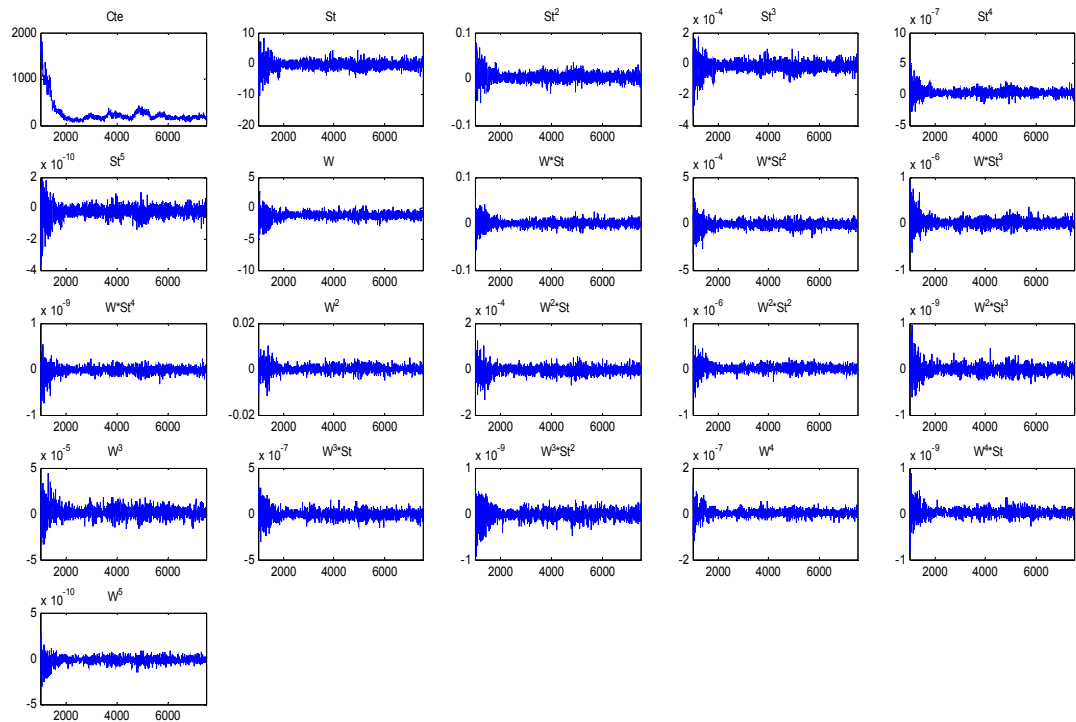 Cte
2000
1000
0
2000 4000 6000
St
10
0
-10
-20
2000 4000 6000
St²
0.1
0
-0.1
2000 4000 6000
x 10⁻⁴ St³
2
0
-2
-4
2000 4000 6000
x 10⁻⁷ St⁴
10
5
0
-5
2000 4000 6000
x 10⁻¹⁰ St⁵
2
0
-2
-4
2000 4000 6000
W
5
0
-5
-10
2000 4000 6000
W*St
0.1
0
-0.1
2000 4000 6000
x 10⁻⁴ W*St²
5
0
-5
2000 4000 6000
x 10⁻⁶ W*St³
1
0
-1
2000 4000 6000
x 10⁻⁹ W*St⁴
1
0
-1
2000 4000 6000
W²
0.02
0
-0.02
2000 4000 6000
x 10⁻⁴ W²*St
2
0
-2
2000 4000 6000
x 10⁻⁶ W²*St²
1
0
-1
2000 4000 6000
x 10⁻⁹ W²*St³
1
0
-1
2000 4000 6000
x 10⁻⁵ W³
5
0
-5
2000 4000 6000
x 10⁻⁷ W³*St
5
0
-5
2000 4000 6000
x 10⁻⁹ W³*St²
1
0
-1
2000 4000 6000
x 10⁻⁷ W⁴
2
0
-2
2000 4000 6000
x 10⁻⁹ W⁴*St
1
0
-1
2000 4000 6000
x 10⁻¹⁰ W⁵
5
0
-5
2000 4000 6000